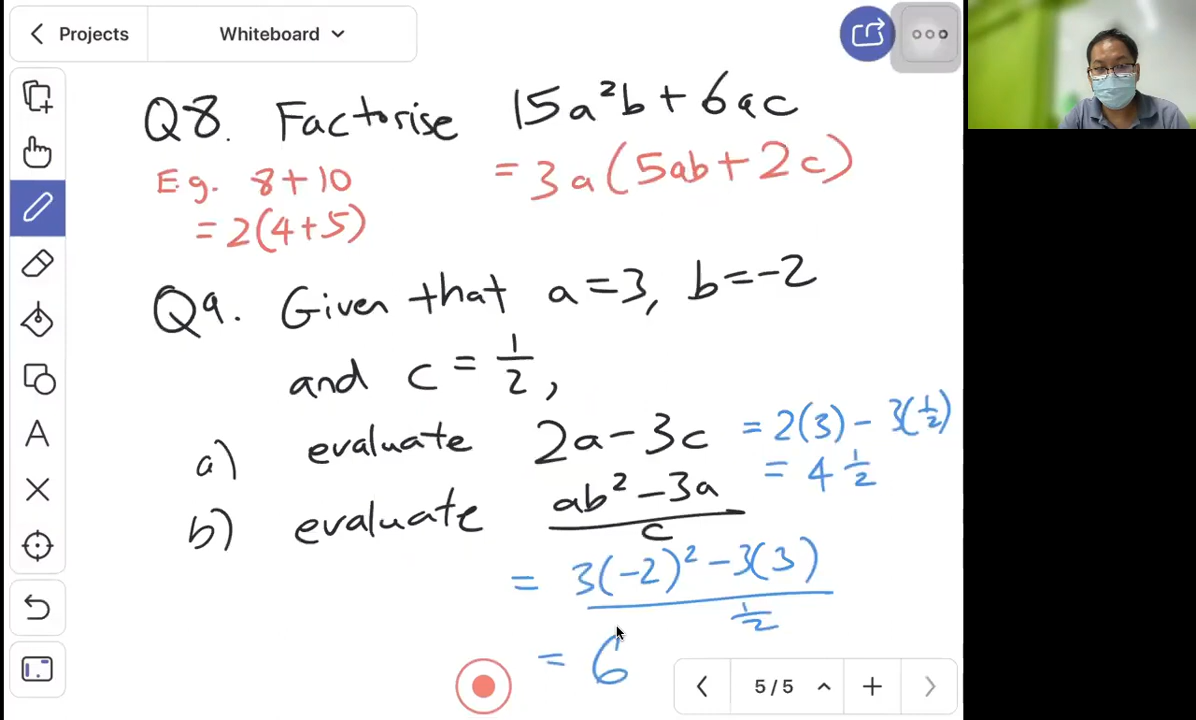 Projects
Whiteboard
Q8. Factorise 15a²b + 6ac
E.g. 8+10 = 3a(5ab + 2c)
= 2(4+5)
Q9. Given that a = 3, b = -2
and c = 1/2,
a) evaluate 2a - 3c = 2(3) - 3(1/2)
= 4 1/2
b) evaluate (ab² - 3a)/c
= (3(-2)² - 3(3))/(1/2)
= 6
A
5/5